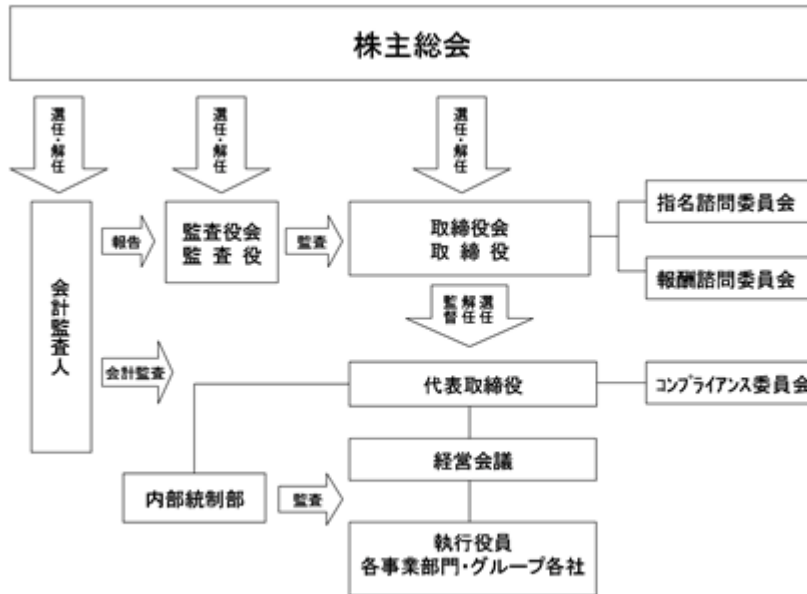 株主総会
選任・解任
選任・解任
選任・解任
会計監査人
報告
監査役会
監査役
監査
取締役会
取締役
指名諮問委員会
報酬諮問委員会
選任
解任
監督
会計監査
代表取締役
コンプライアンス委員会
経営会議
内部統制部
監査
執行役員
各事業部門・グループ各社